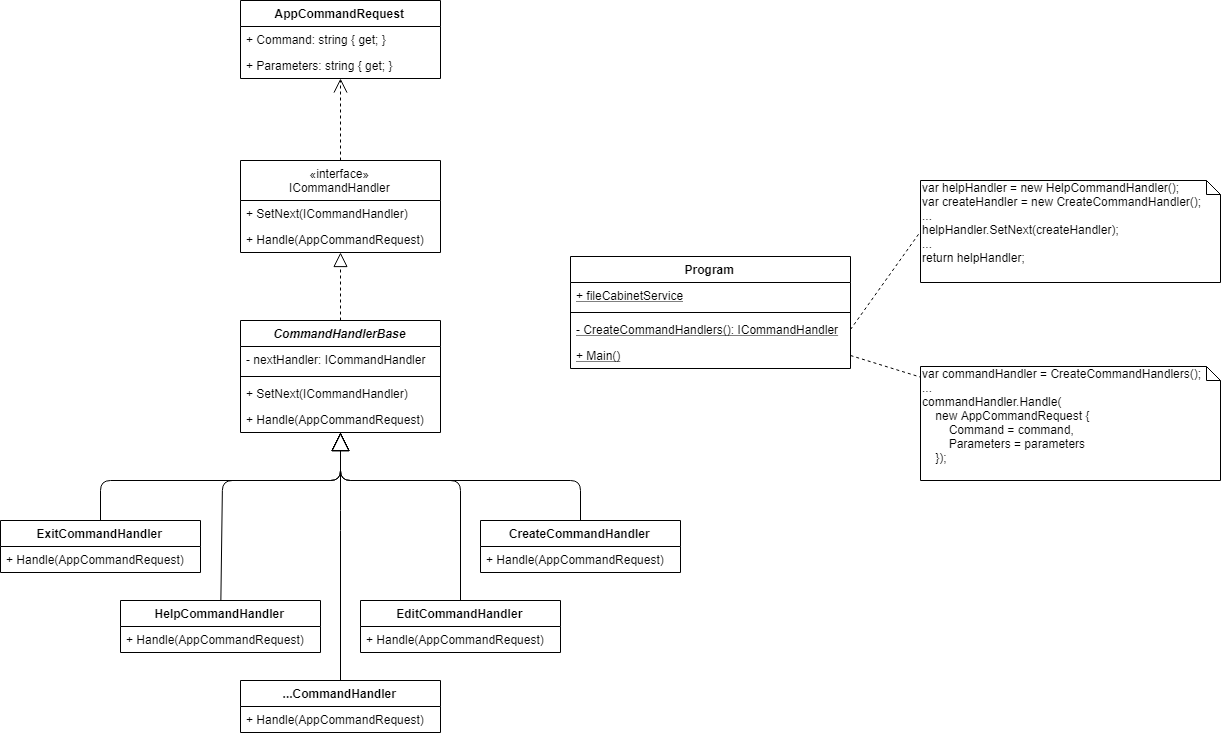 AppCommandRequest
+ Command: string { get; }
+ Parameters: string { get; }
«interface»
ICommandHandler
+ SetNext(ICommandHandler)
+ Handle(AppCommandRequest)
CommandHandlerBase
- nextHandler: ICommandHandler
+ SetNext(ICommandHandler)
+ Handle(AppCommandRequest)
ExitCommandHandler
+ Handle(AppCommandRequest)
HelpCommandHandler
+ Handle(AppCommandRequest)
...CommandHandler
+ Handle(AppCommandRequest)
EditCommandHandler
+ Handle(AppCommandRequest)
CreateCommandHandler
+ Handle(AppCommandRequest)
Program
+ fileCabinetService
- CreateCommandHandlers(): ICommandHandler
+ Main()
var helpHandler = new HelpCommandHandler();
var createHandler = new CreateCommandHandler();
...
helpHandler.SetNext(createHandler);
...
return helpHandler;
var commandHandler = CreateCommandHandlers();
...
commandHandler.Handle(
new AppCommandRequest {
Command = command,
Parameters = parameters
});